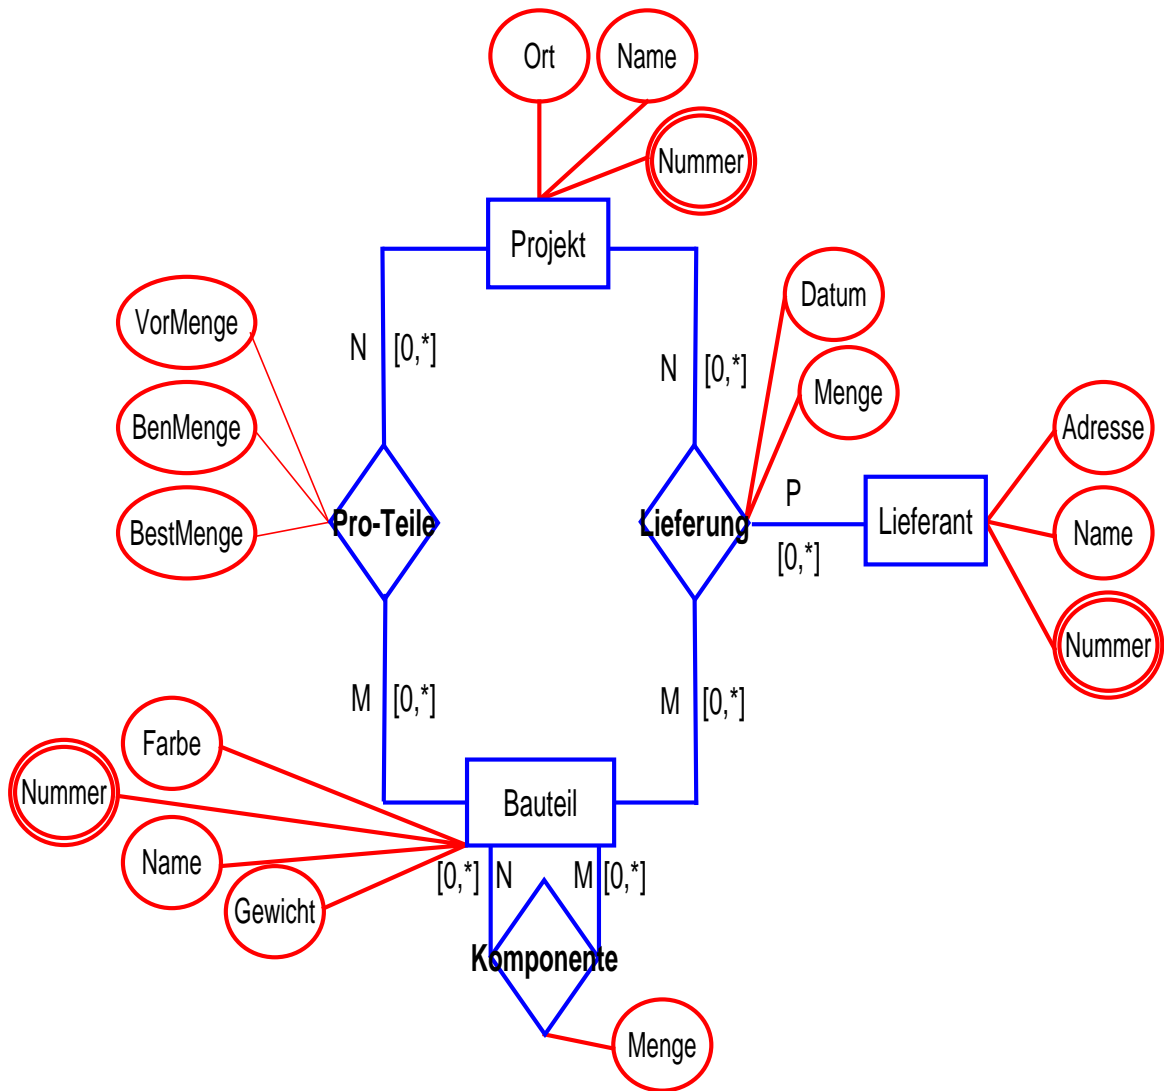 Ort
Name
Nummer
Projekt
Datum
VorMenge
N [0,*]
N [0,*]
Menge
BenMenge
Adresse
P
Pro-Teile
Lieferung
Lieferant
BestMenge
[0,*]
Name
Nummer
M [0,*]
M [0,*]
Farbe
Nummer
Bauteil
Name
[0,*] N
M [0,*]
Gewicht
Komponente
Menge